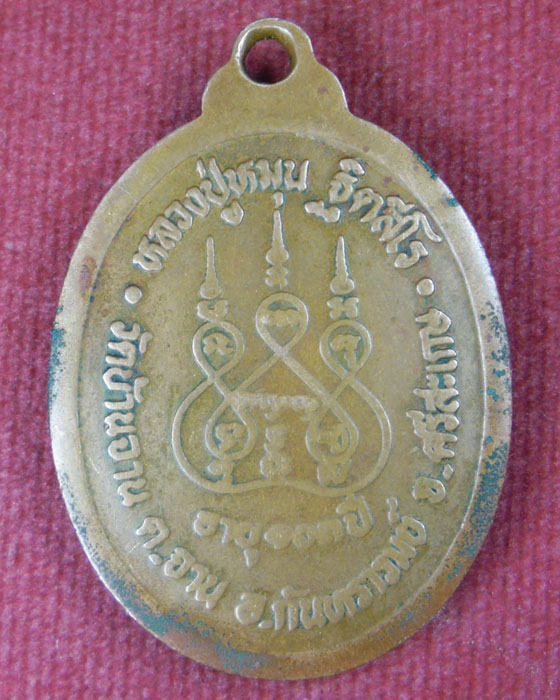 หลวงปู่หมุน ฐิตสีโล
อายุ ๑๐๓ ปี
• วัดบ้านจาน ต.จาน อ.กันทรารมย์ จ.ศรีสะเกษ •